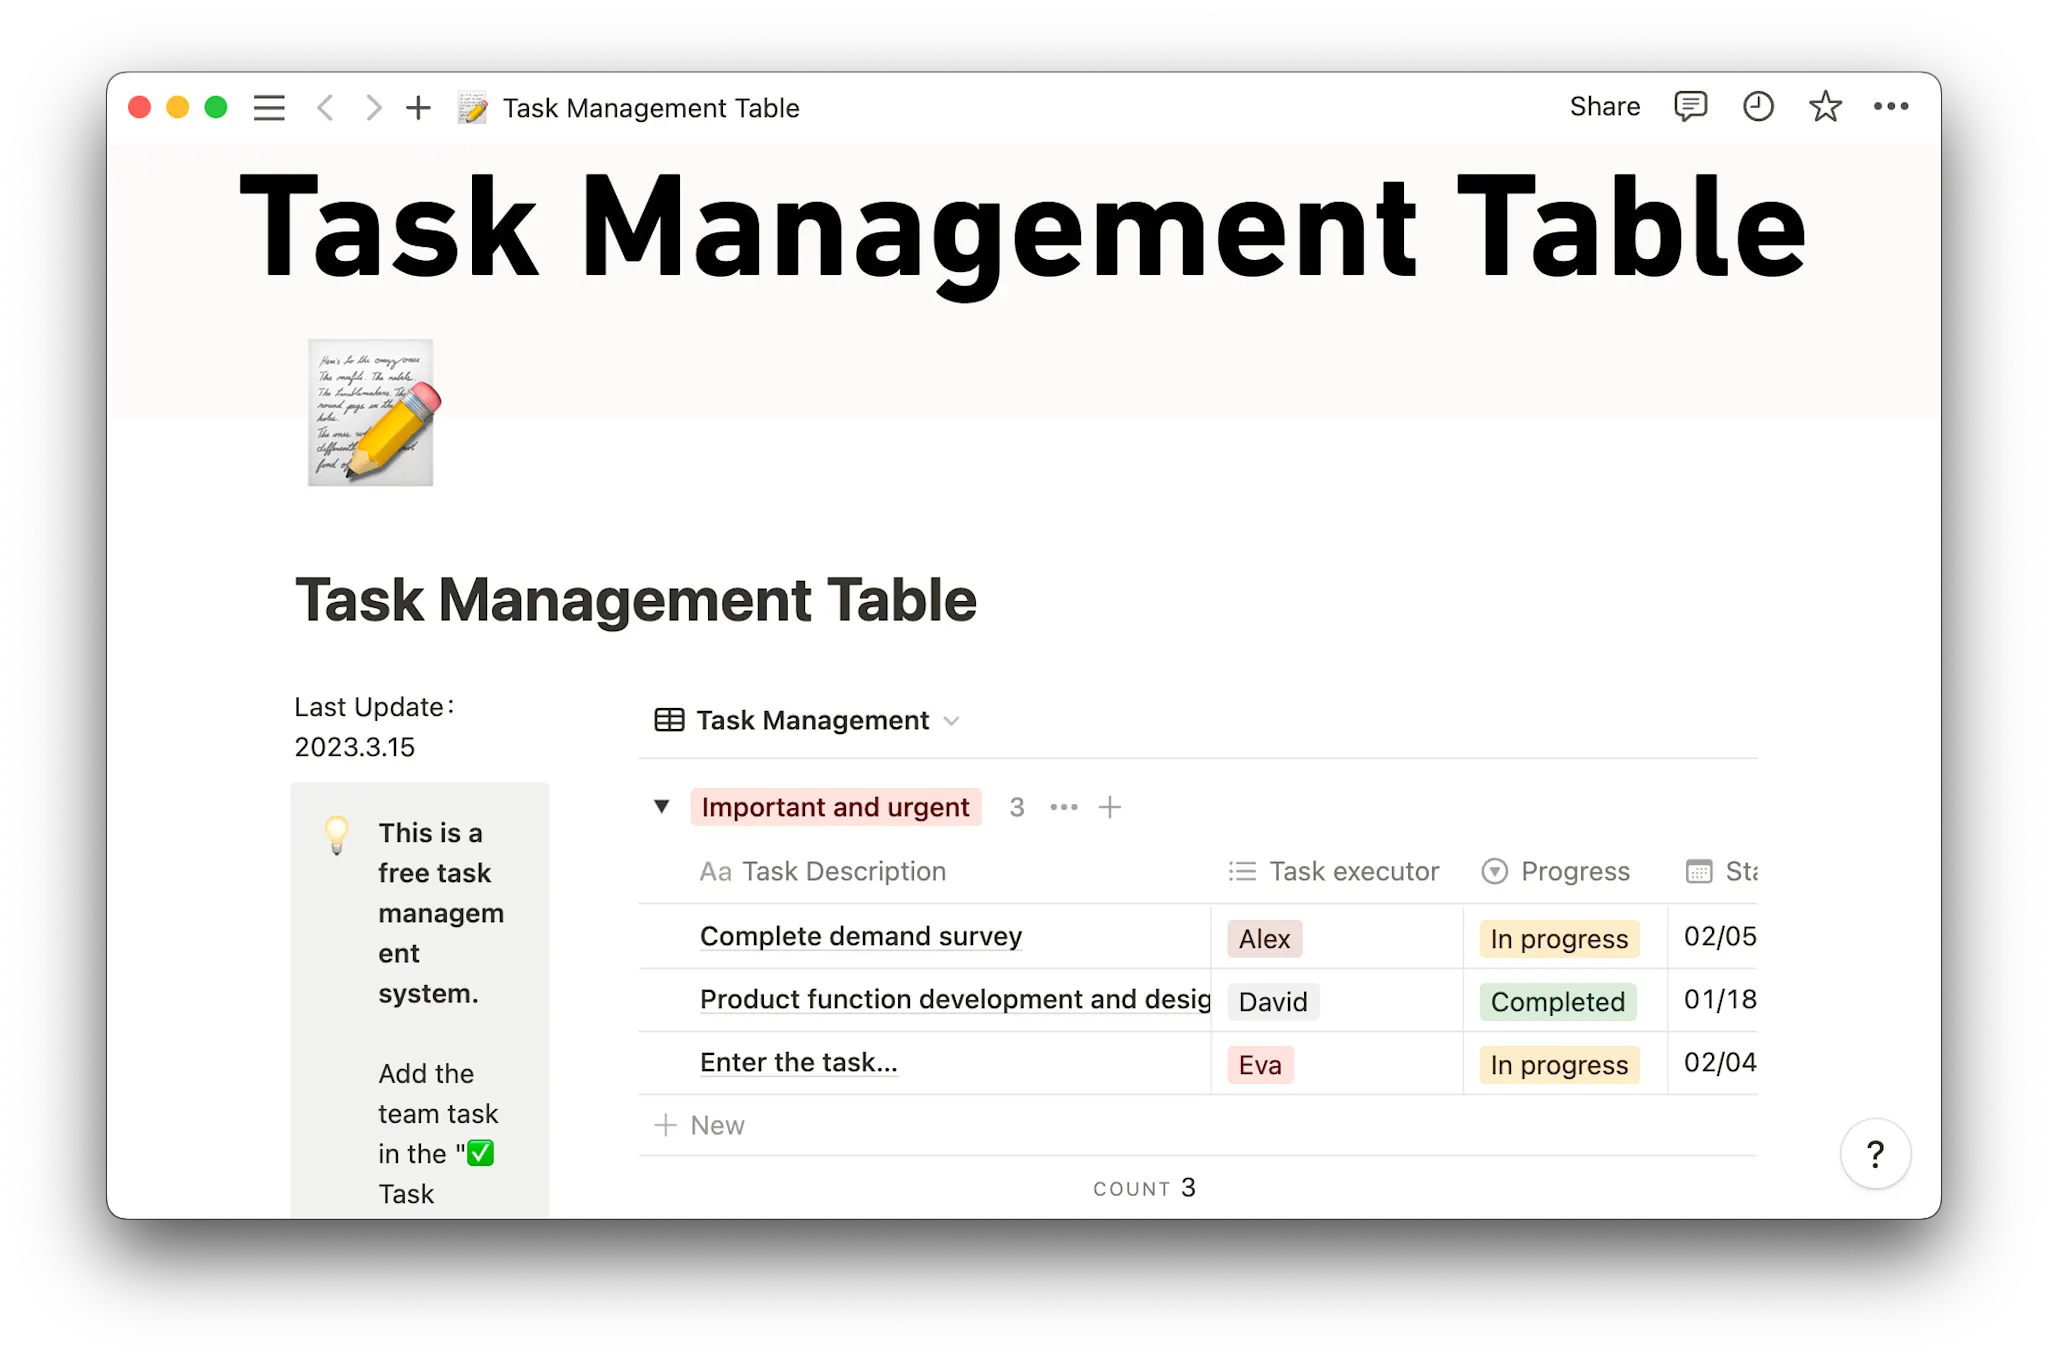 Task Management Table
Share
Task Management Table
Task Management Table
Last Update：
2023.3.15
This is a
free task
managem
ent
system.
Add the
team task
in the "✅
Task
Task Management
Important and urgent 3
Aa Task Description Task executor Progress Sta
Complete demand survey Alex In progress 02/05
Product function development and desig David Completed 01/18
Enter the task... Eva In progress 02/04
New
COUNT 3
?